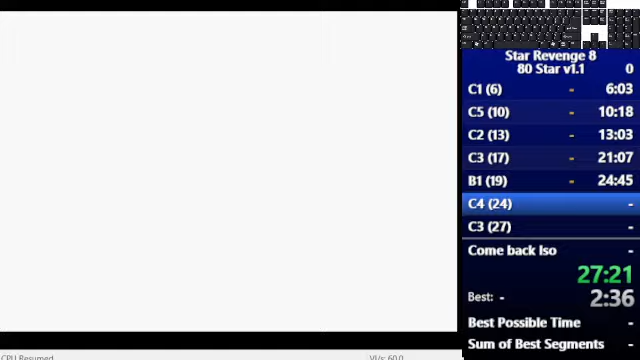 Star Revenge 8
80 Star v1.1 0
C1 (6) - 6:03
C5 (10) - 10:18
C2 (13) - 13:03
C3 (17) - 21:07
B1 (19) - 24:45
C4 (24) -
C3 (27) -
Come back Iso -
27:21
Best: - 2:36
Best Possible Time -
Sum of Best Segments -
CPU Resumed VI/s: 60.0